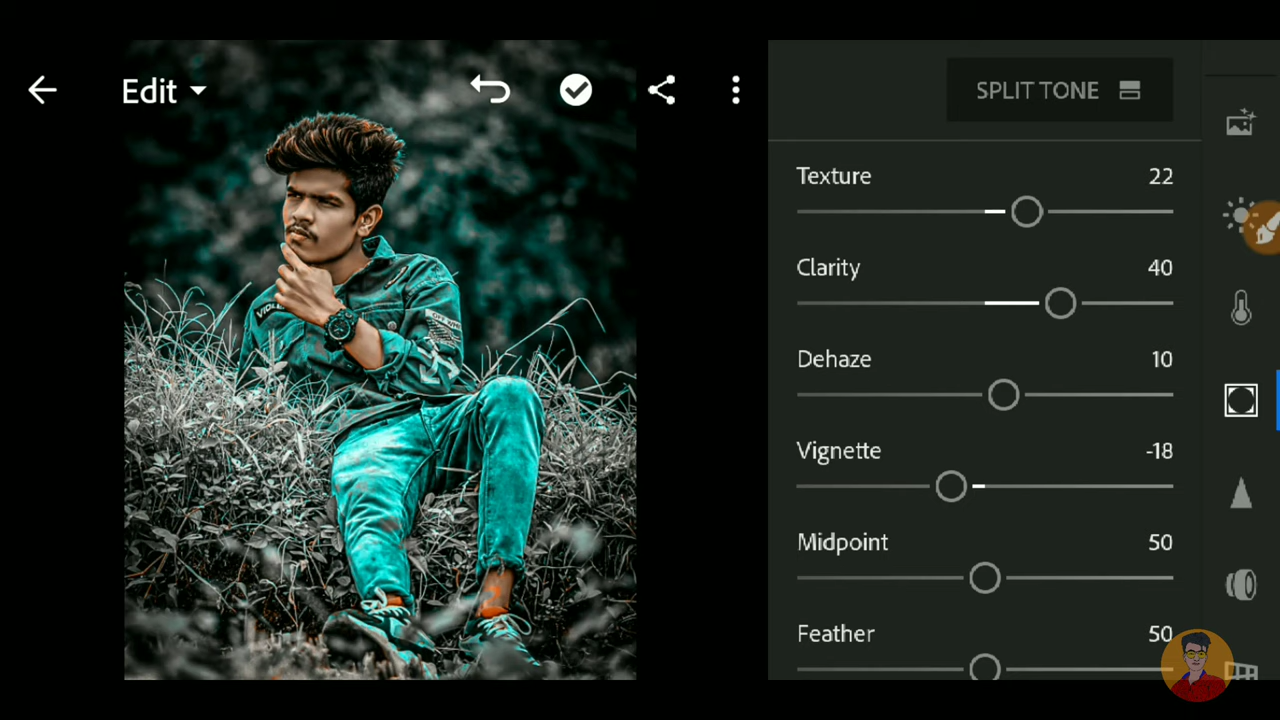 Edit
SPLIT TONE
Texture 22
Clarity 40
Dehaze 10
Vignette -18
Midpoint 50
Feather 50